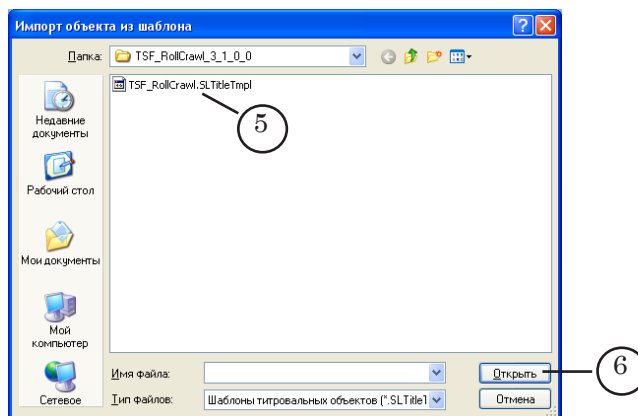 Импорт объекта из шаблона
Папка: TSF_RollCrawl_3_1_0_0
TSF_RollCrawl.SLTitleTmpl
5
Недавние
документы
Рабочий стол
Мои документы
Мой
компьютер
Сетевое
Имя файла:
Открыть
6
Тип файлов: Шаблоны титровальных объектов (*.SLTitleT
Отмена